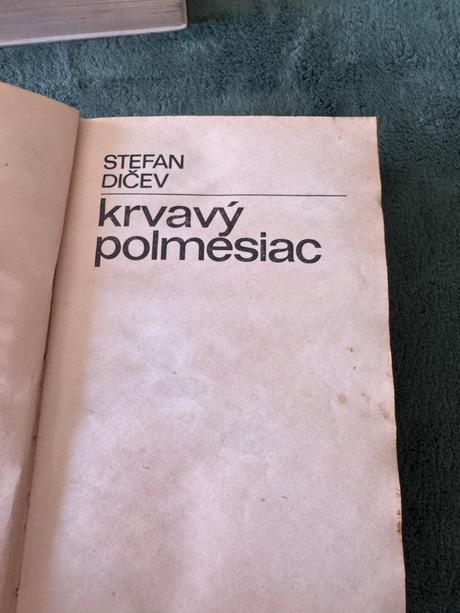 STEFAN
DIČEV
krvavý
polmesiac